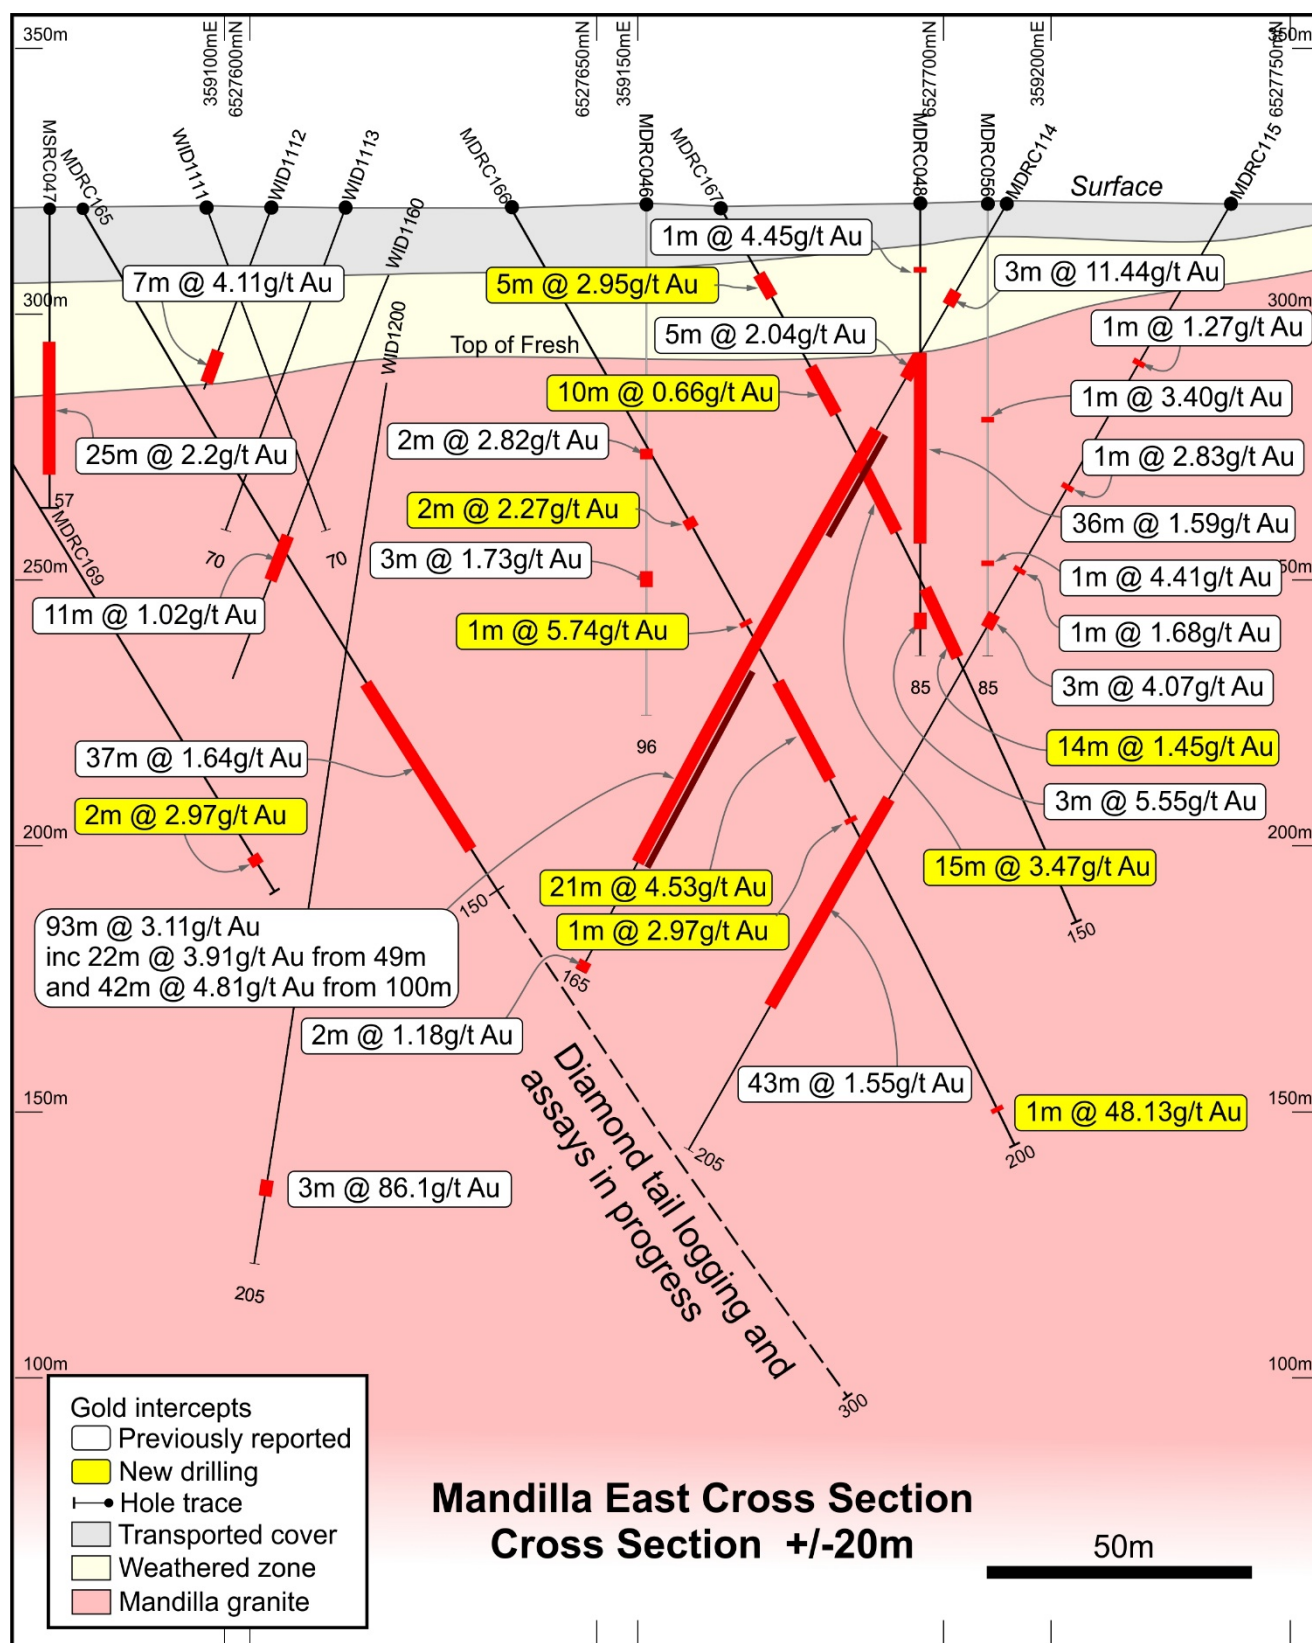 350m
359100mE
6527600mN
6527650mN
359150mE
6527700mN
359200mE
6527750mN
350m
MSRC047
MDRC165
WID1111
WID1112
WID1113
WID1160
WID1200
MDRC166
MDRC046
MDRC167
MDRC048
MDRC056
MDRC114
MDRC115
Surface
1m @ 4.45g/t Au
7m @ 4.11g/t Au
5m @ 2.95g/t Au
3m @ 11.44g/t Au
300m
300m
1m @ 1.27g/t Au
5m @ 2.04g/t Au
Top of Fresh
10m @ 0.66g/t Au
1m @ 3.40g/t Au
2m @ 2.82g/t Au
25m @ 2.2g/t Au
1m @ 2.83g/t Au
57
MDRC169
2m @ 2.27g/t Au
36m @ 1.59g/t Au
70
70
3m @ 1.73g/t Au
250m
50m
1m @ 4.41g/t Au
11m @ 1.02g/t Au
1m @ 5.74g/t Au
1m @ 1.68g/t Au
85
85
3m @ 4.07g/t Au
96
37m @ 1.64g/t Au
14m @ 1.45g/t Au
2m @ 2.97g/t Au
3m @ 5.55g/t Au
200m
200m
15m @ 3.47g/t Au
21m @ 4.53g/t Au
150
150
93m @ 3.11g/t Au
inc 22m @ 3.91g/t Au from 49m
and 42m @ 4.81g/t Au from 100m
1m @ 2.97g/t Au
165
2m @ 1.18g/t Au
43m @ 1.55g/t Au
150m
150m
1m @ 48.13g/t Au
205
200
Diamond tail logging and
assays in progress
3m @ 86.1g/t Au
205
100m
100m
300
Gold intercepts
Previously reported
New drilling
Hole trace
Transported cover
Weathered zone
Mandilla granite
Mandilla East Cross Section
Cross Section +/-20m
50m